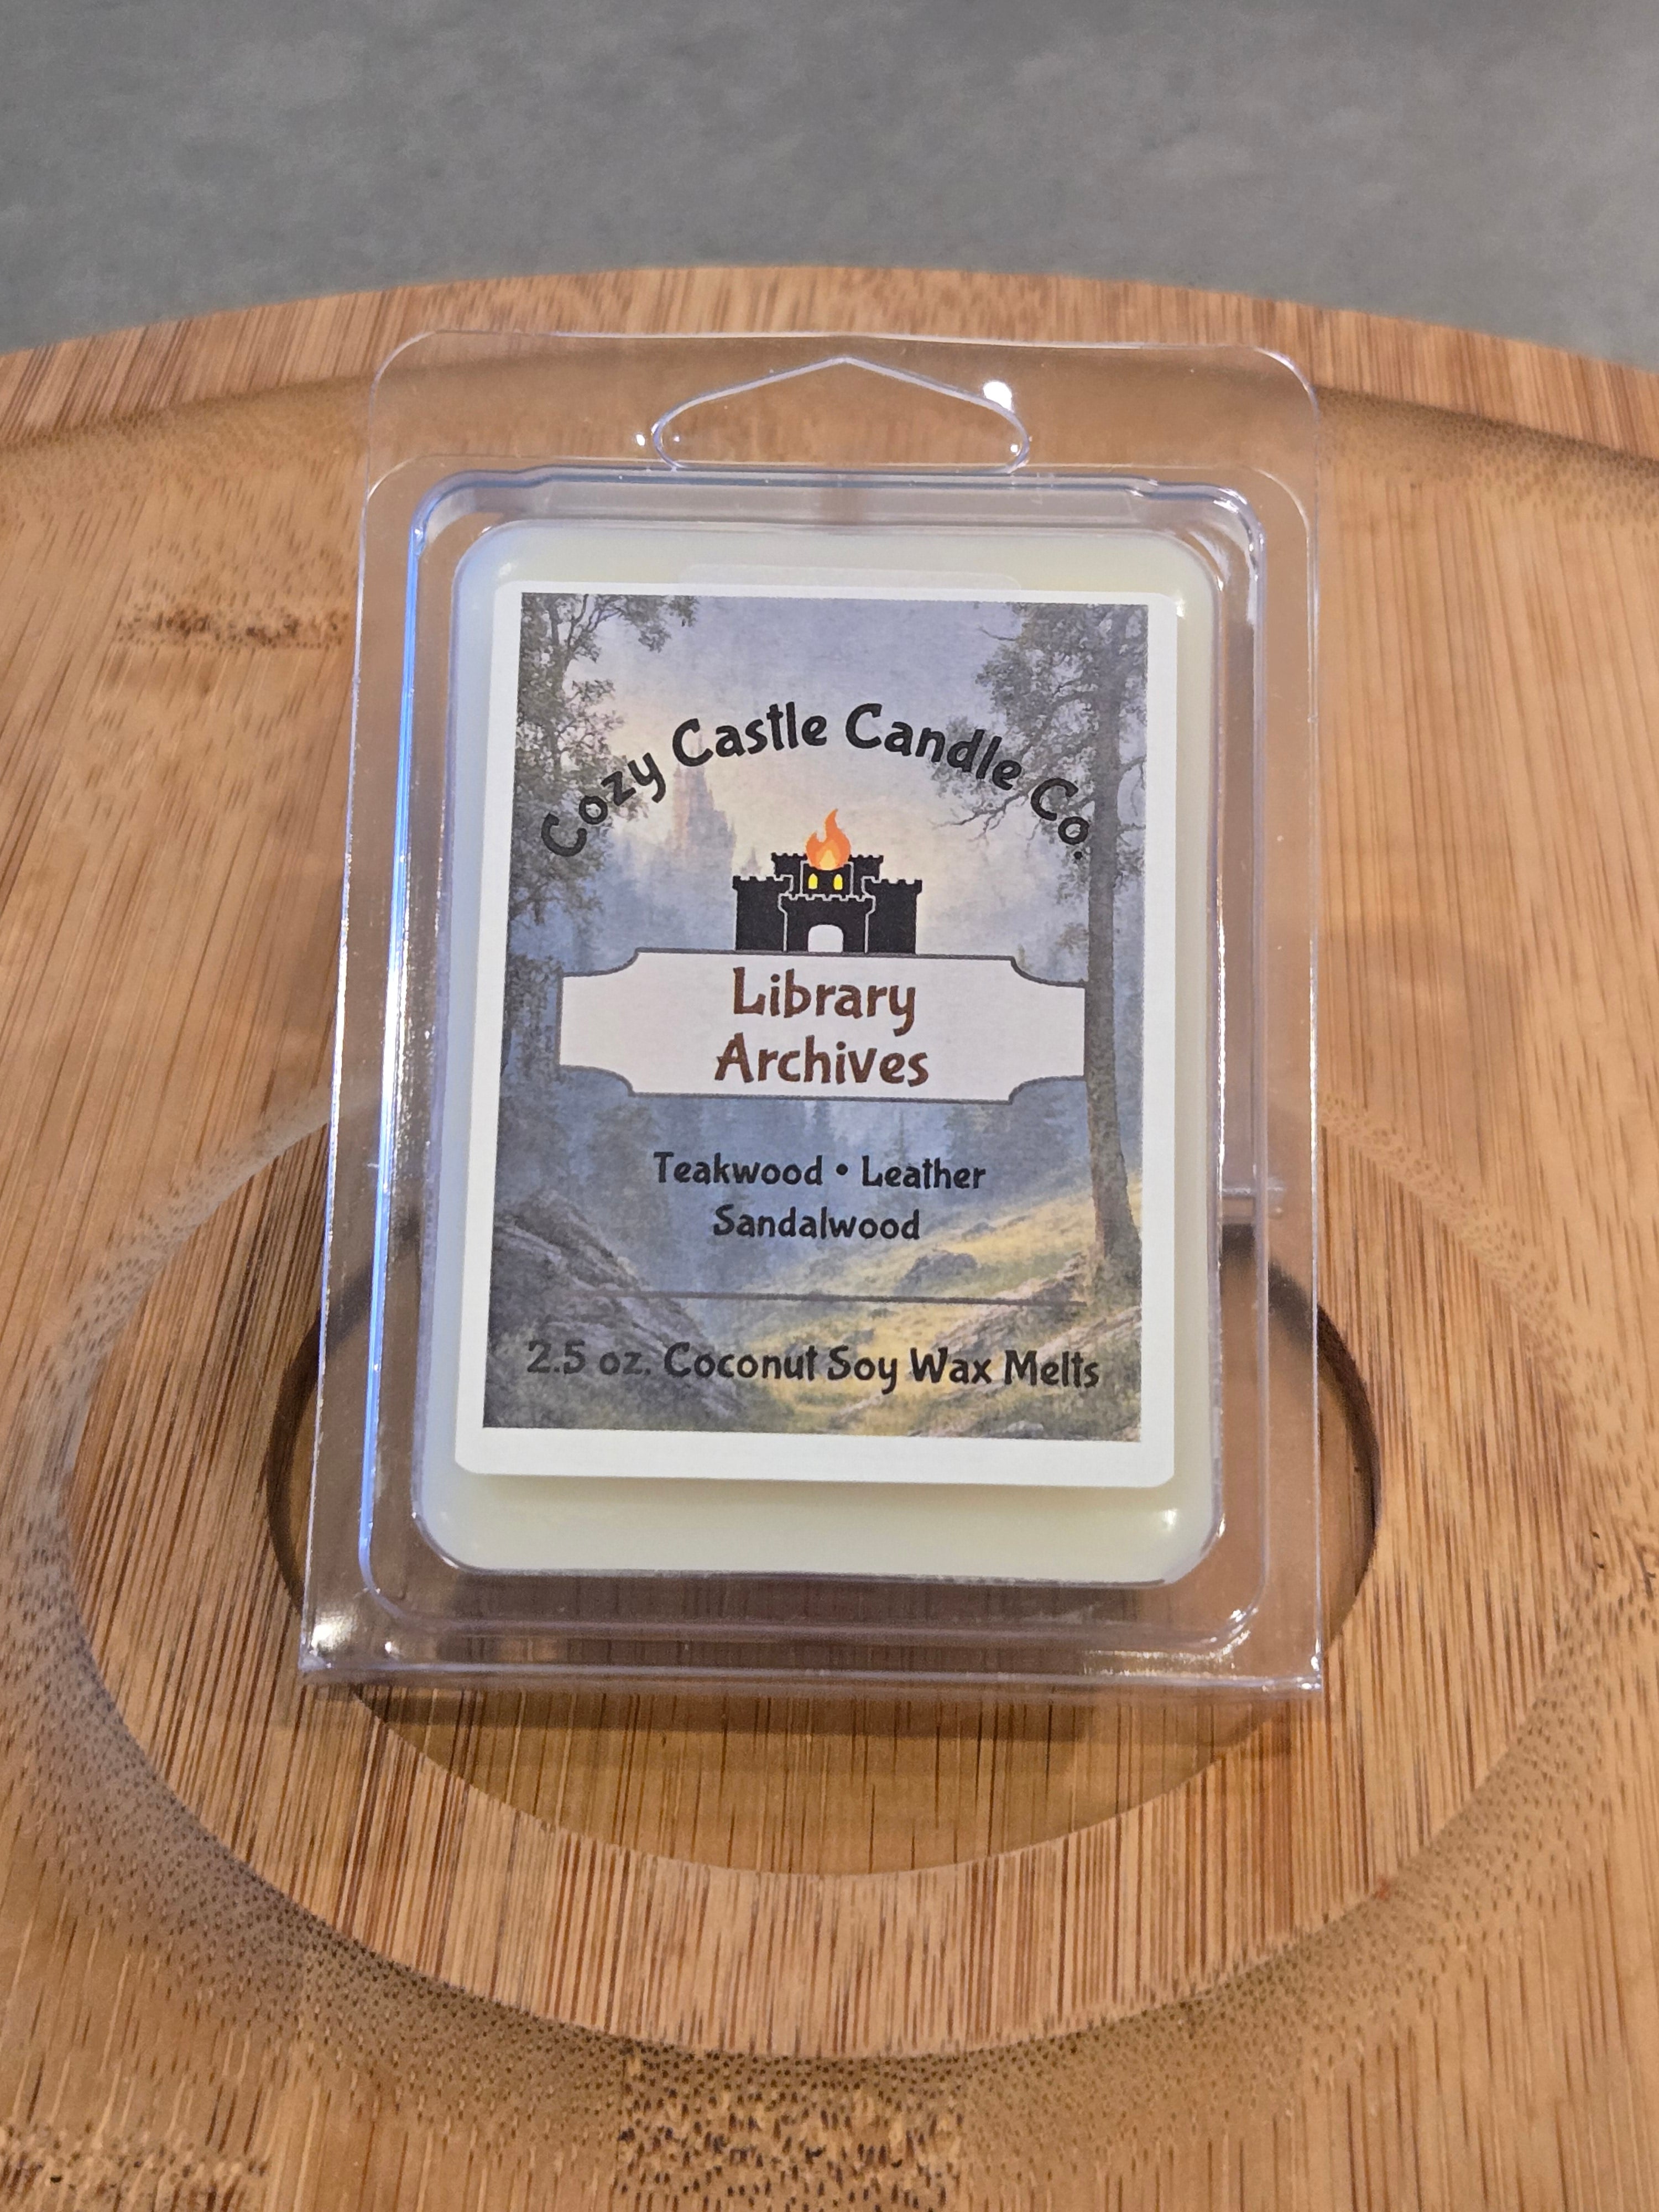 Cozy Castle Candle Co.
Library
Archives
Teakwood • Leather
Sandalwood
2.5 oz. Coconut Soy Wax Melts